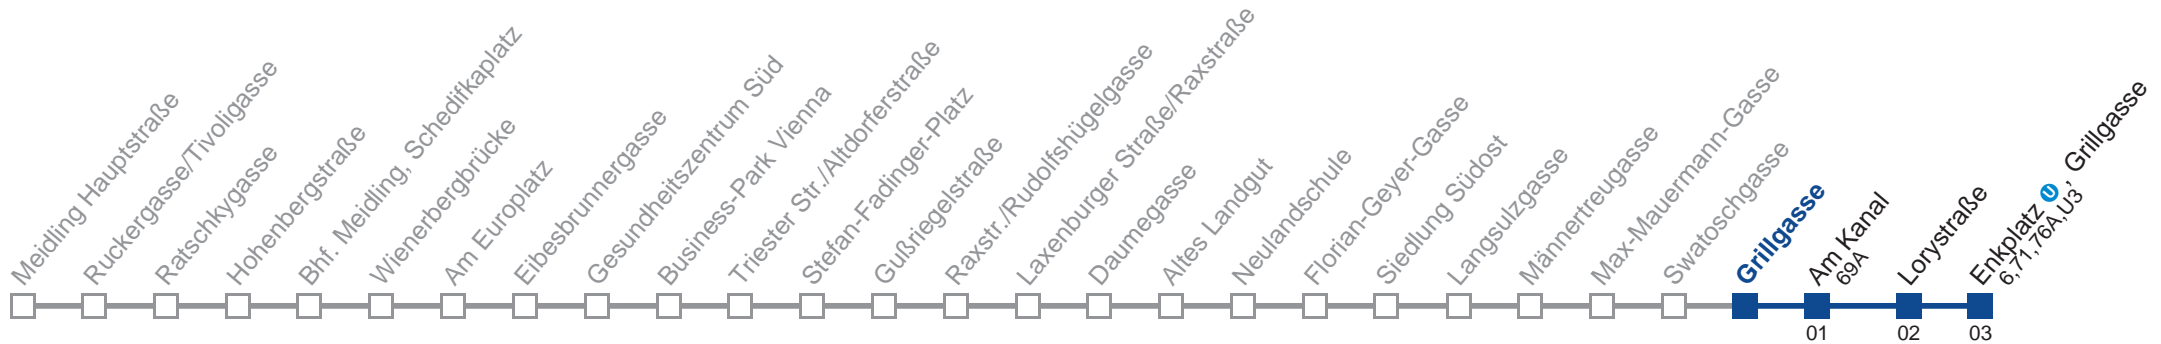 Meidling Hauptstraße
Ruckergasse/Tivoligasse
Ratschkygasse
Hohenbergstraße
Bhf. Meidling, Schedifkaplatz
Wienerbergbrücke
Am Europlatz
Eibesbrunnergasse
Gesundheitszentrum Süd
Business-Park Vienna
Triester Str./Altdorferstraße
Stefan-Fadinger-Platz
Gußriegelstraße
Raxstr./Rudolfshügelgasse
Laxenburger Straße/Raxstraße
Daumegasse
Altes Landgut
Neulandschule
Florian-Geyer-Gasse
Siedlung Südost
Langsulzgasse
Männertreugasse
Max-Mauermann-Gasse
Swatoschgasse
Grillgasse
Am Kanal
69A
Lorystraße
Enkplatz U, Grillgasse
6,71,76A,U3
01
02
03